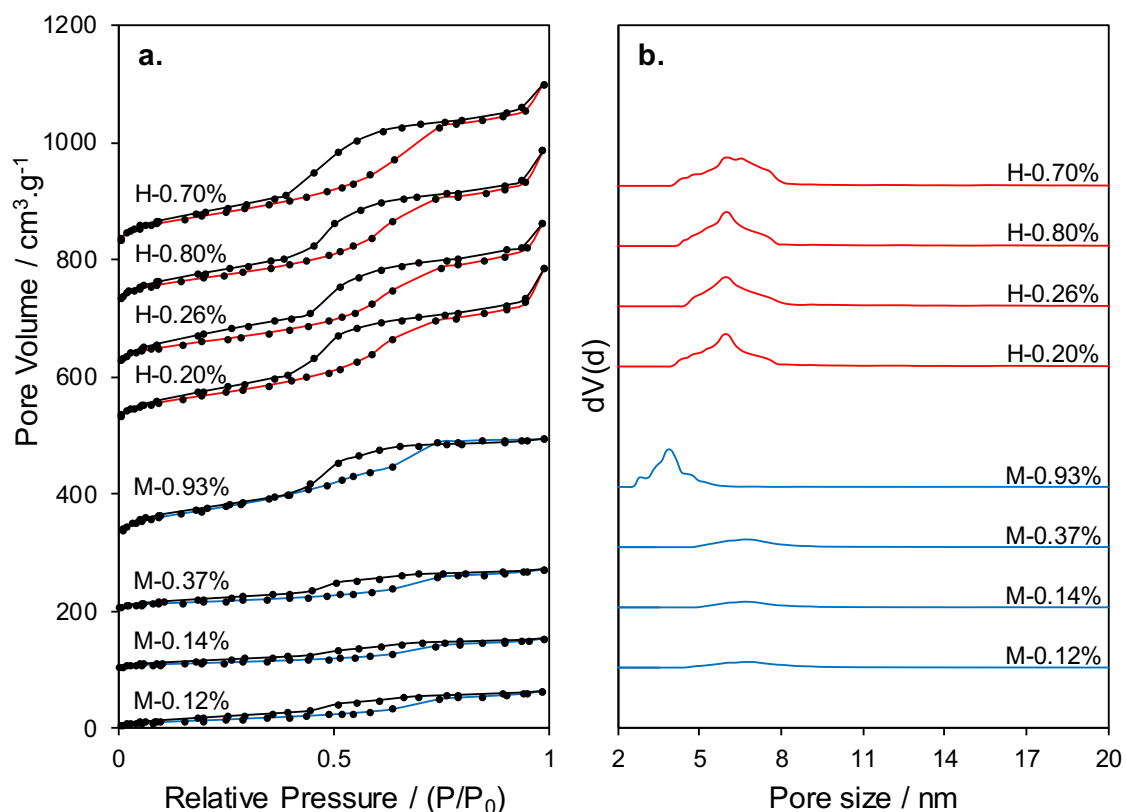 a.
1200
1000
800
600
400
200
0
Pore Volume / cm³.g⁻¹
H-0.70%
H-0.80%
H-0.26%
H-0.20%
M-0.93%
M-0.37%
M-0.14%
M-0.12%
0 0.5 1
Relative Pressure / (P/P₀)
b.
dV(d)
H-0.70%
H-0.80%
H-0.26%
H-0.20%
M-0.93%
M-0.37%
M-0.14%
M-0.12%
2 5 8 11 14 17 20
Pore size / nm